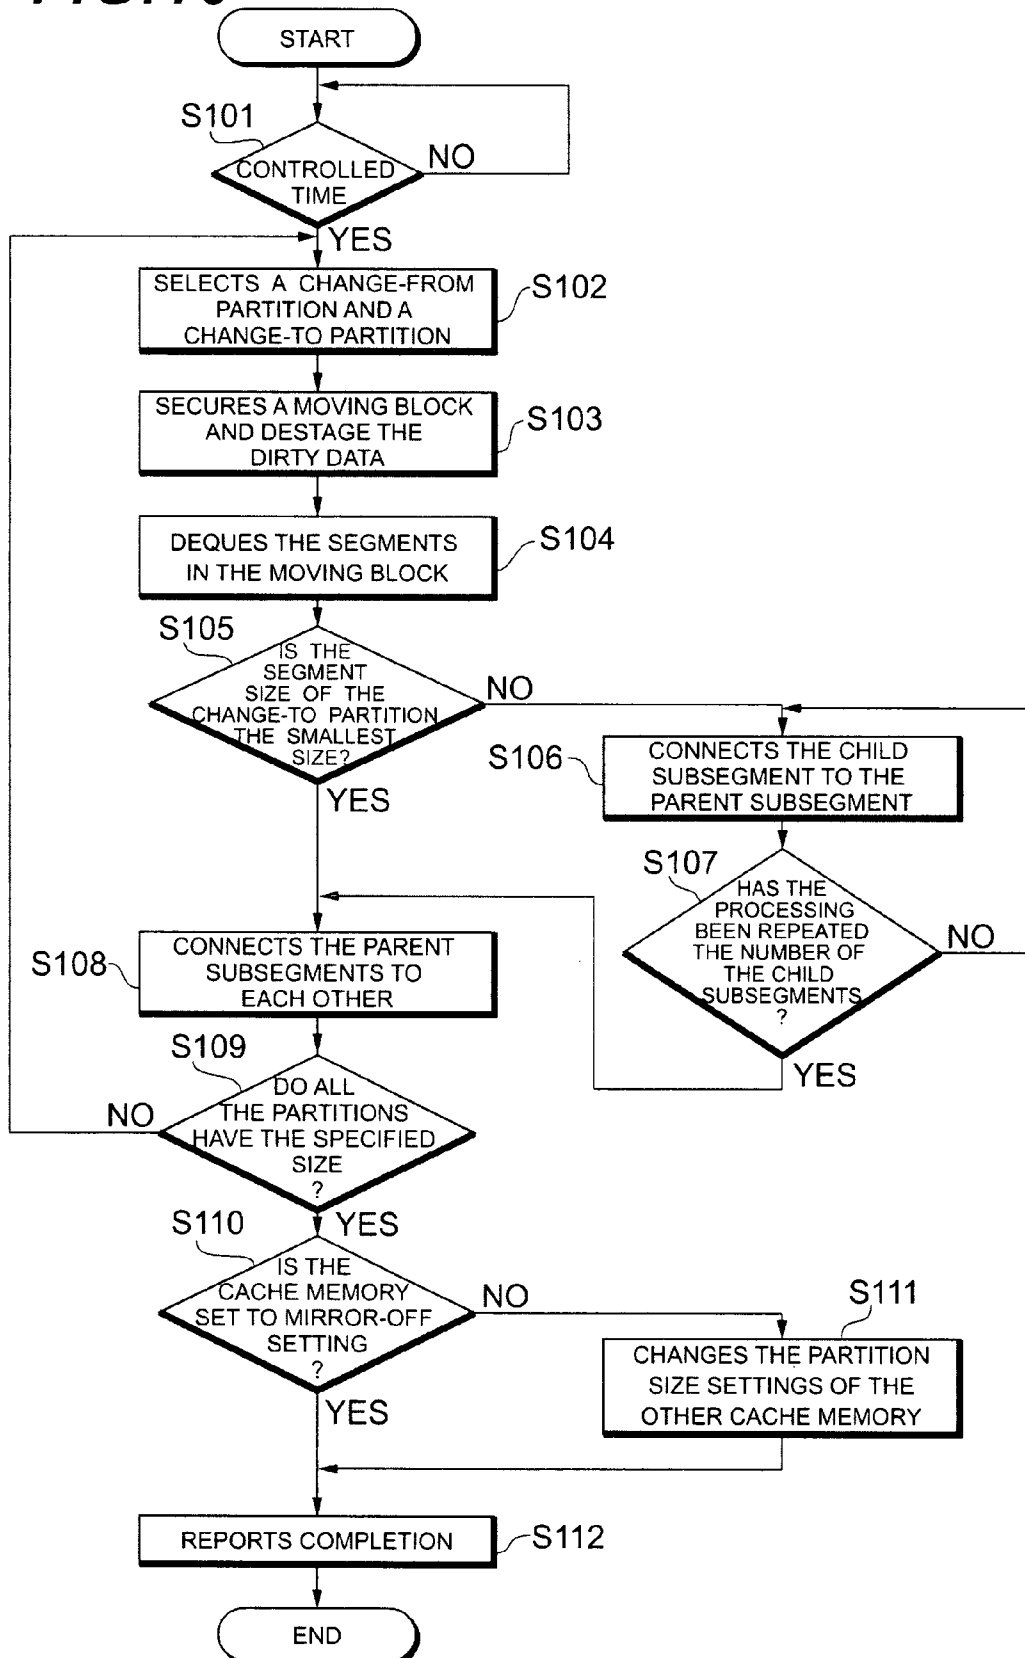 START
S101
CONTROLLED
TIME
NO
YES
SELECTS A CHANGE-FROM
PARTITION AND A
CHANGE-TO PARTITION
S102
SECURES A MOVING BLOCK
AND DESTAGE THE
DIRTY DATA
S103
DEQUES THE SEGMENTS
IN THE MOVING BLOCK
S104
S105
IS THE
SEGMENT
SIZE OF THE
CHANGE-TO PARTITION
THE SMALLEST
SIZE?
NO
YES
S106
CONNECTS THE CHILD
SUBSEGMENT TO THE
PARENT SUBSEGMENT
S107
HAS THE
PROCESSING
BEEN REPEATED
THE NUMBER OF
THE CHILD
SUBSEGMENTS
?
NO
YES
S108
CONNECTS THE PARENT
SUBSEGMENTS TO
EACH OTHER
S109
DO ALL
THE PARTITIONS
HAVE THE SPECIFIED
SIZE
?
NO
YES
S110
IS THE
CACHE MEMORY
SET TO MIRROR-OFF
SETTING
?
NO
YES
S111
CHANGES THE PARTITION
SIZE SETTINGS OF THE
OTHER CACHE MEMORY
REPORTS COMPLETION
S112
END